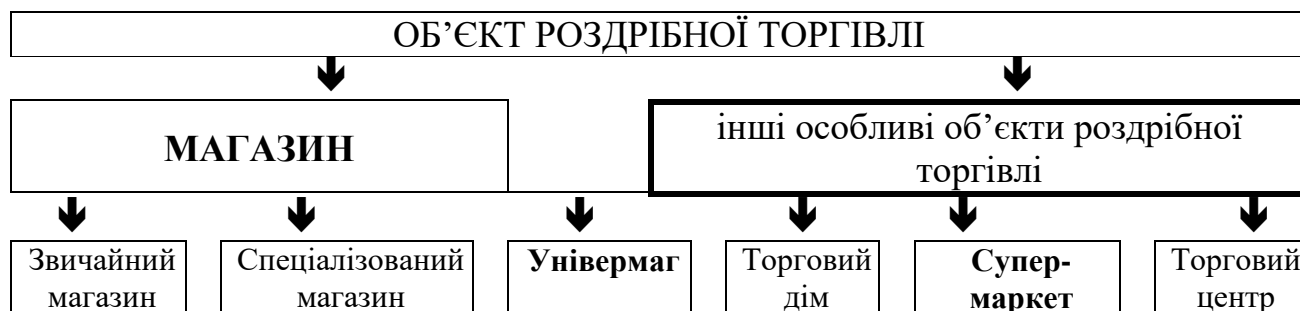 ОБ’ЄКТ РОЗДРІБНОЇ ТОРГІВЛІ
МАГАЗИН
інші особливі об’єкти роздрібної
торгівлі
Звичайний
магазин
Спеціалізований
магазин
Універмаг
Торговий
дім
Супер-
маркет
Торговий
центр